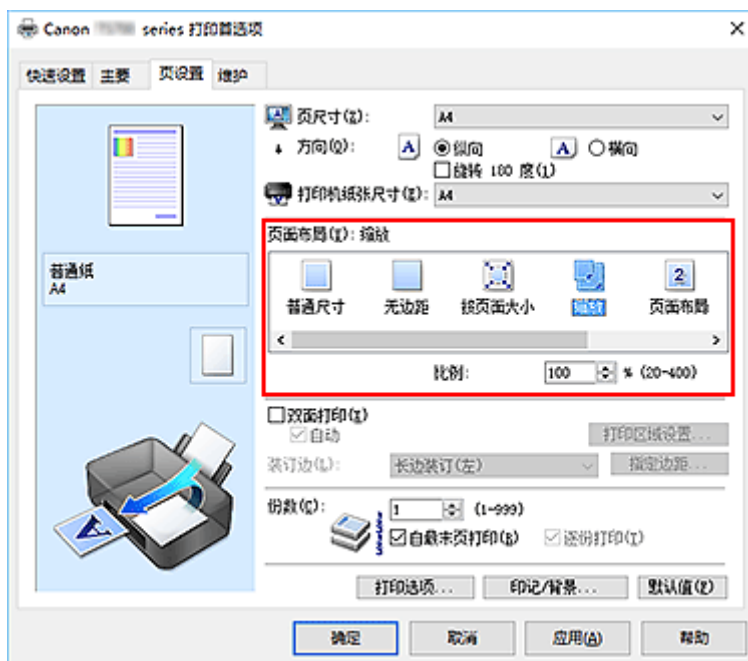 Canon series 打印首选项
快速设置 主要 页设置 维护
页尺寸(Z): A4
方向(O): A 纵向 A 横向
旋转 180 度(1)
打印机纸张尺寸(E): A4
页面布局(I): 缩放
普通纸
A4
2
普通尺寸 无边距 按页面大小 缩放 页面布局
比例: 100 % (20-400)
双面打印(X)
自动 打印区域设置...
装订边(L): 长边装订(左) 指定边距...
份数(C): 1 (1-999)
自最末页打印(B) 逐份打印(T)
A
打印选项... 印记/背景... 默认值(Z)
确定 取消 应用(A) 帮助